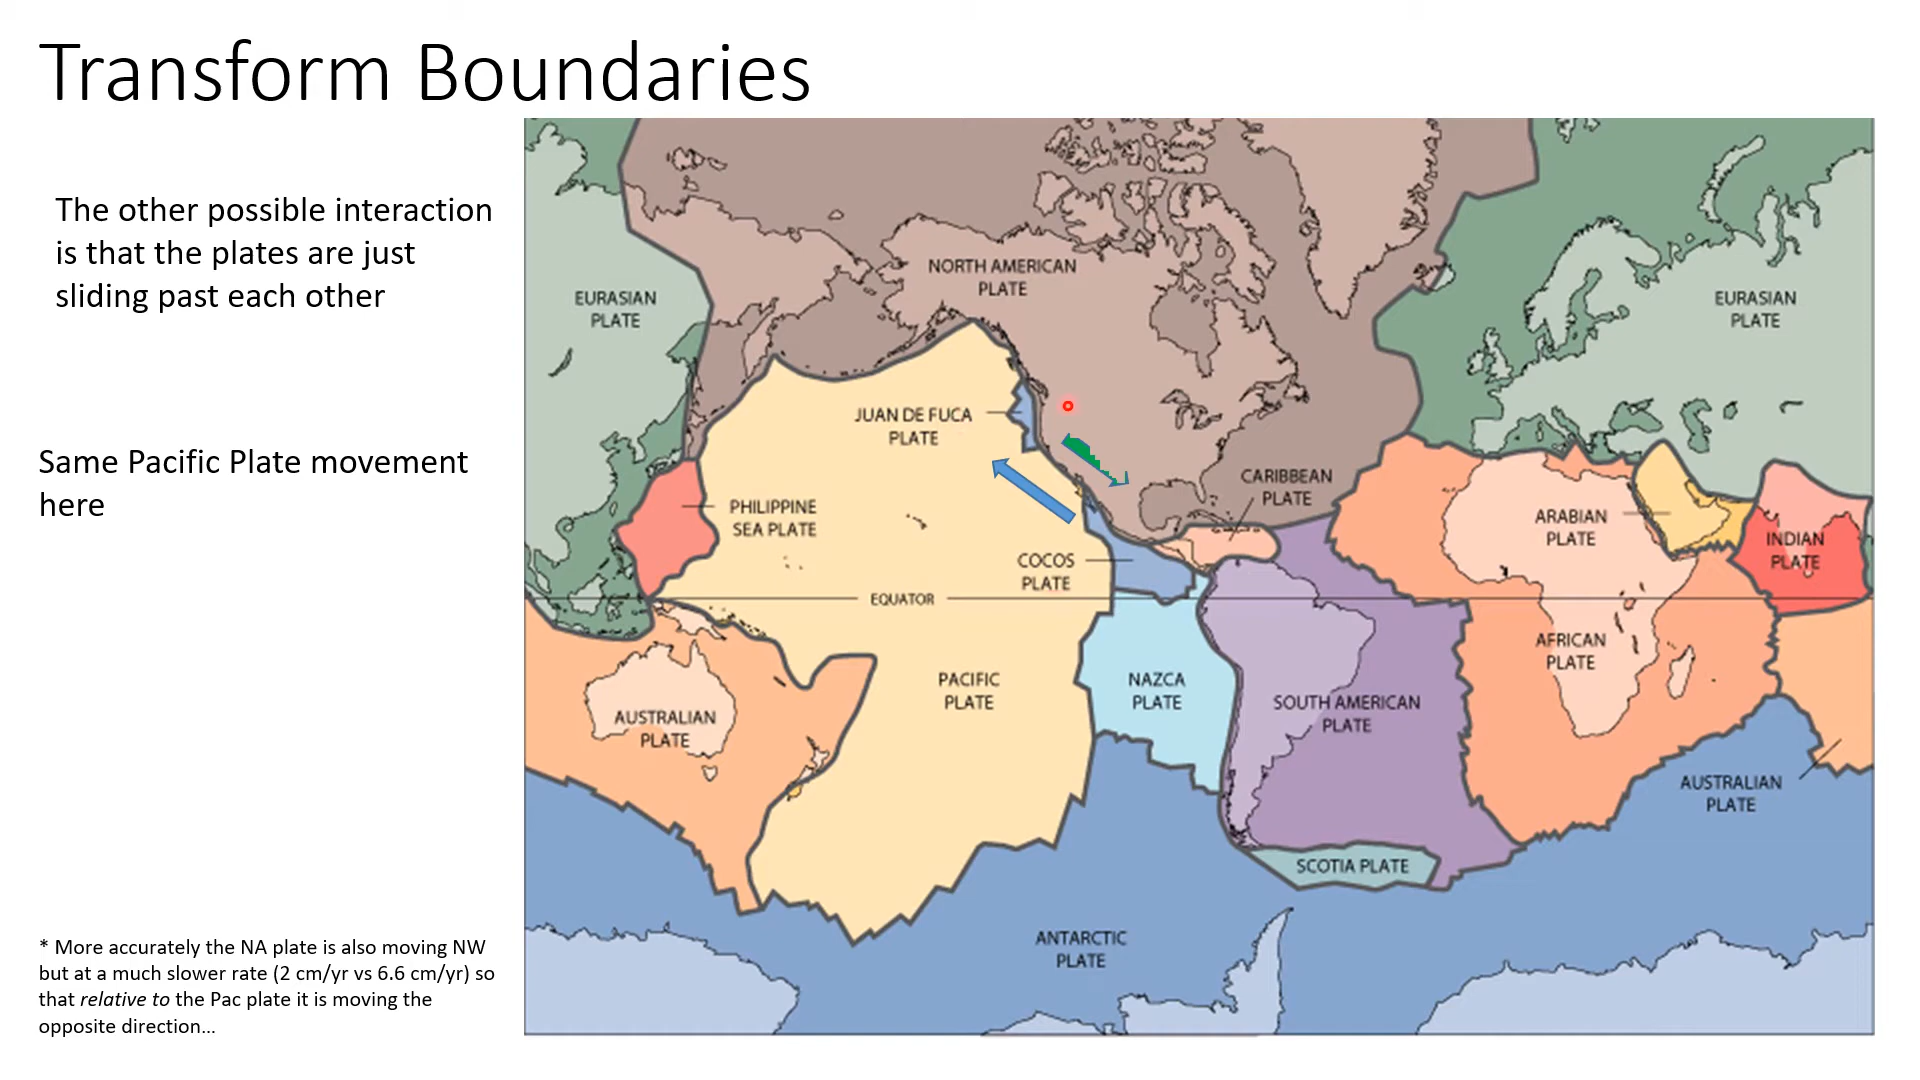 Transform Boundaries
The other possible interaction
is that the plates are just
sliding past each other
Same Pacific Plate movement
here
* More accurately the NA plate is also moving NW
but at a much slower rate (2 cm/yr vs 6.6 cm/yr) so
that relative to the Pac plate it is moving the
opposite direction...
NORTH AMERICAN
PLATE
EURASIAN
PLATE
EURASIAN
PLATE
JUAN DE FUCA
PLATE
CARIBBEAN
PLATE
PHILIPPINE
SEA PLATE
ARABIAN
PLATE
INDIAN
PLATE
COCOS
PLATE
EQUATOR
AFRICAN
PLATE
PACIFIC
PLATE
NAZCA
PLATE
SOUTH AMERICAN
PLATE
AUSTRALIAN
PLATE
AUSTRALIAN
PLATE
SCOTIA PLATE
ANTARCTIC
PLATE